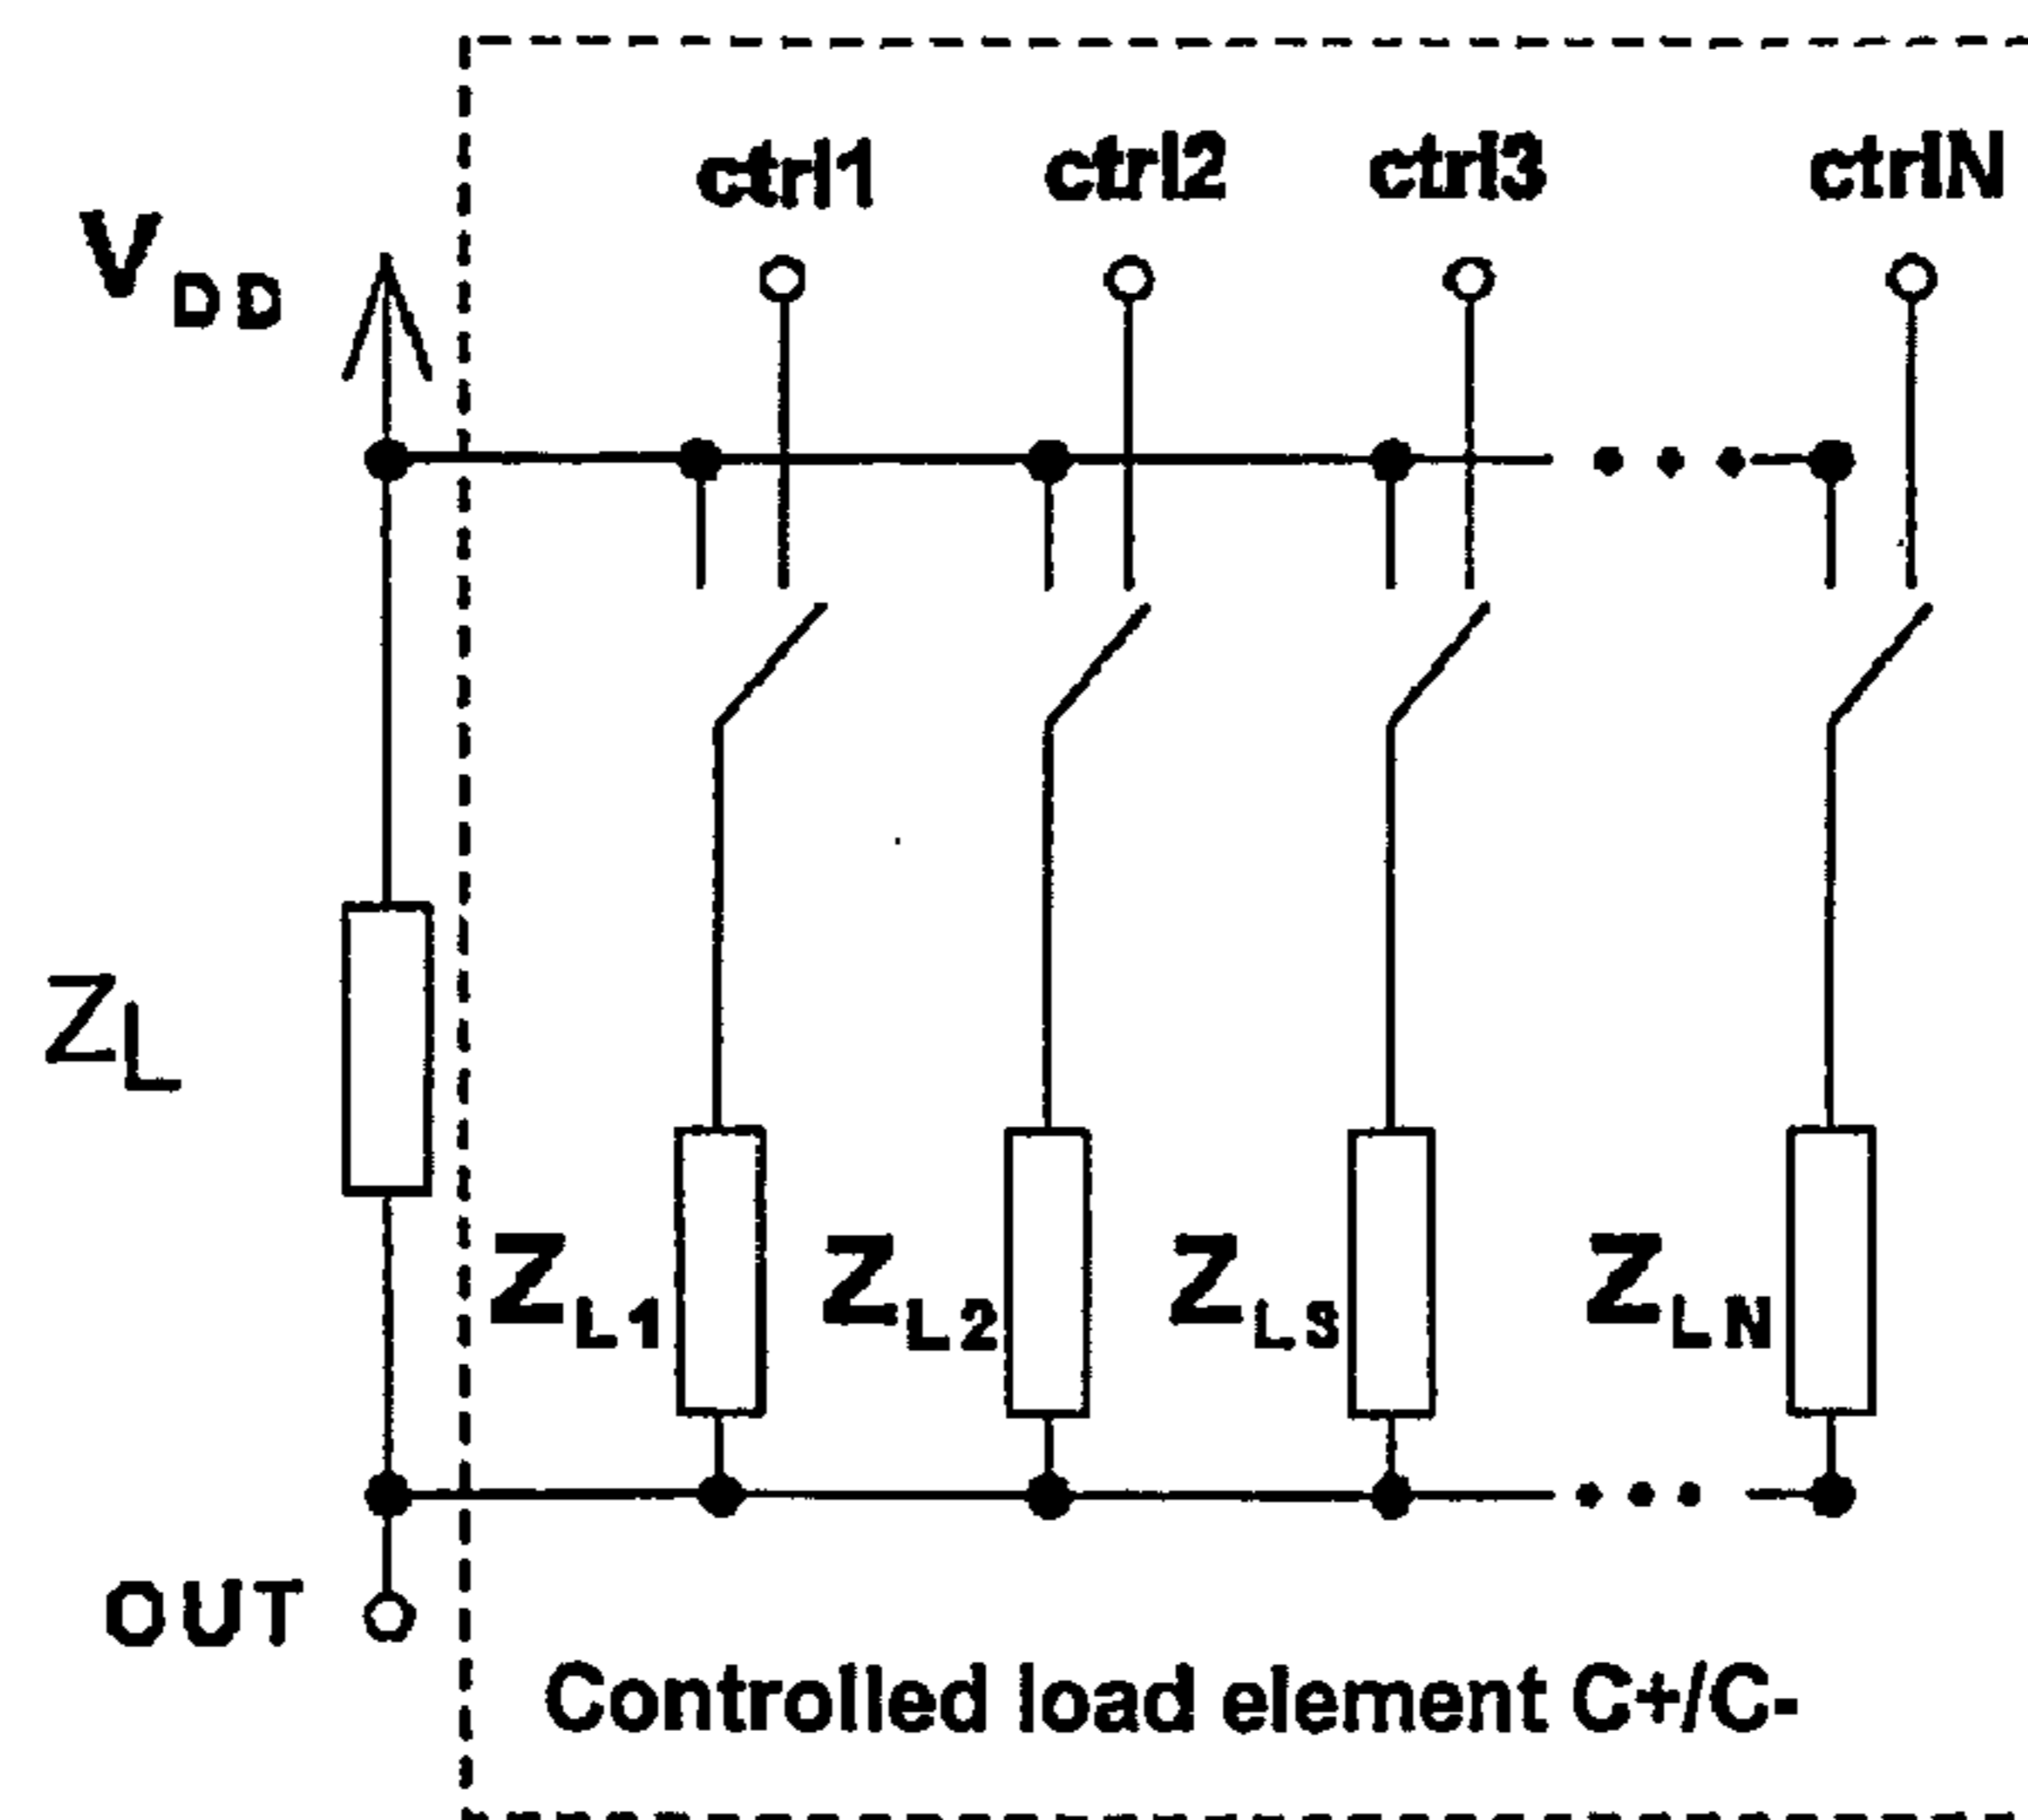 ctrl1 ctrl2 ctrl3 ctrlN
VDD
ZL
ZL1 ZL2 ZLS ZLN
OUT
Controlled load element C+/C-